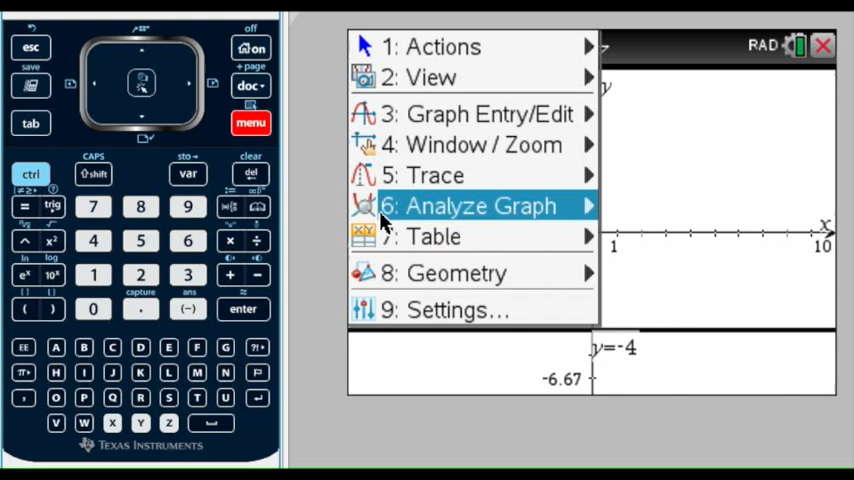 off
esc
on
save
+ page
doc
tab
menu
CAPS
sto→
clear
ctrl
⇧shift
var
del
=
trig
7
8
9
x²
4
5
6
×
÷
ln
log
eˣ
10ˣ
1
2
3
+
−
capture
ans
≈
(
)
0
.
(−)
enter
EE
A
B
C
D
E
F
G
?!▸
π▸
H
I
J
K
L
M
N
,
O
P
Q
R
S
T
U
V
W
X
Y
Z
TEXAS INSTRUMENTS
1: Actions
2: View
3: Graph Entry/Edit
4: Window / Zoom
5: Trace
6: Analyze Graph
7: Table
8: Geometry
9: Settings...
RAD
y
x
1
10
y=-4
-6.67